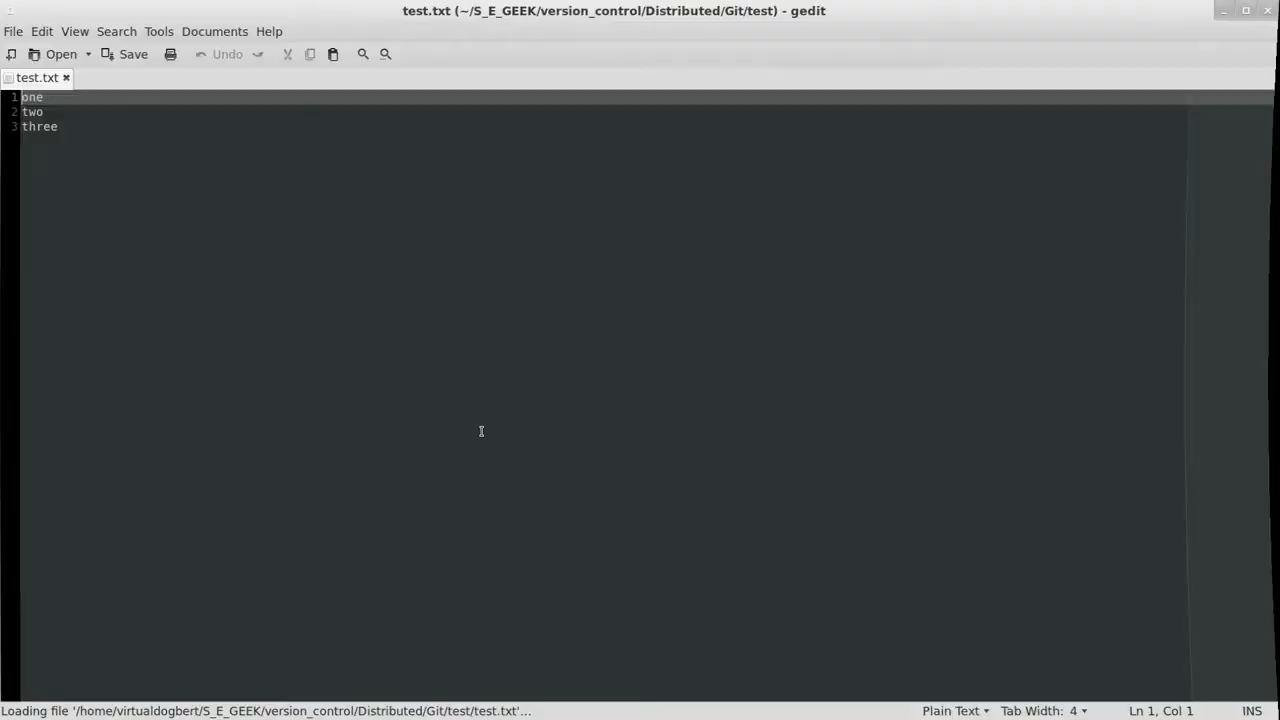 test.txt (~/S_E_GEEK/version_control/Distributed/Git/test) - gedit
File Edit View Search Tools Documents Help
Open Save Undo
test.txt
1 one
2 two
3 three
Loading file '/home/virtualdogbert/S_E_GEEK/version_control/Distributed/Git/test/test.txt'... Plain Text Tab Width: 4 Ln 1, Col 1 INS